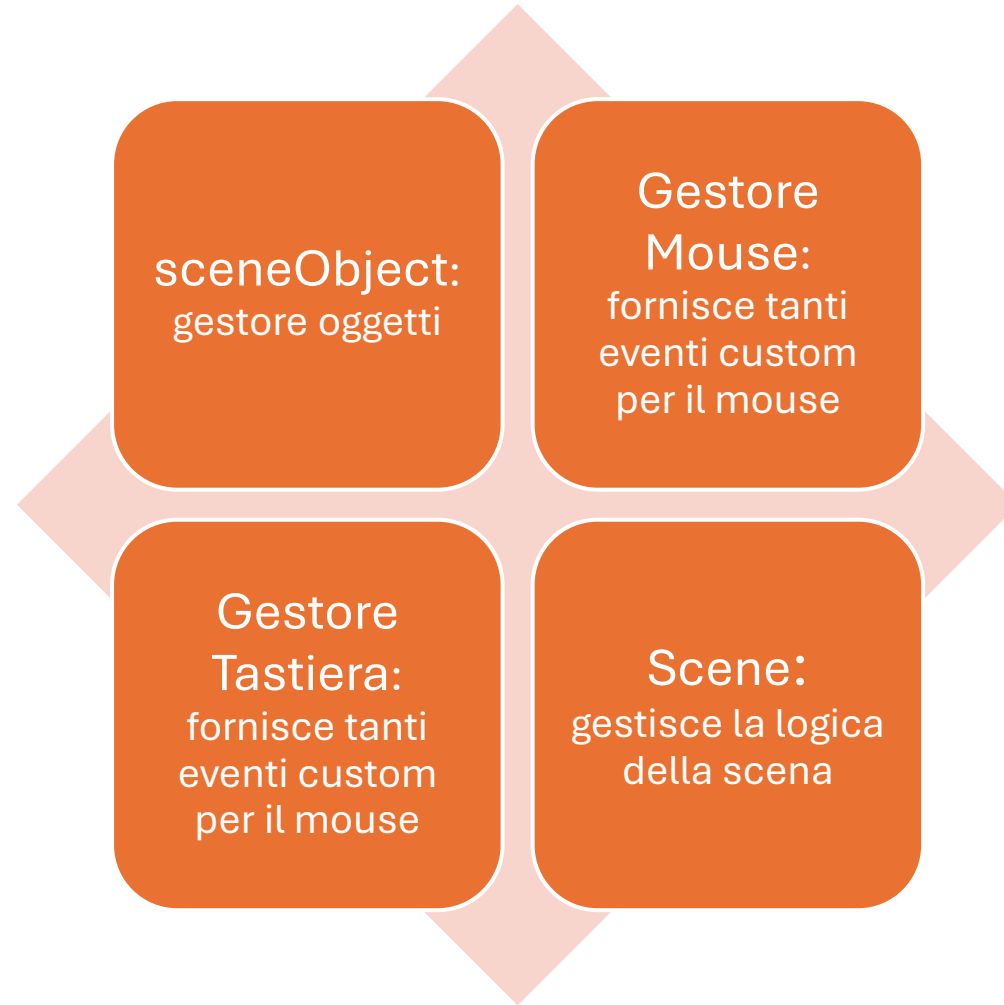 sceneObject:
gestore oggetti
Gestore
Mouse:
fornisce tanti
eventi custom
per il mouse
Gestore
Tastiera:
fornisce tanti
eventi custom
per il mouse
Scene:
gestisce la logica
della scena